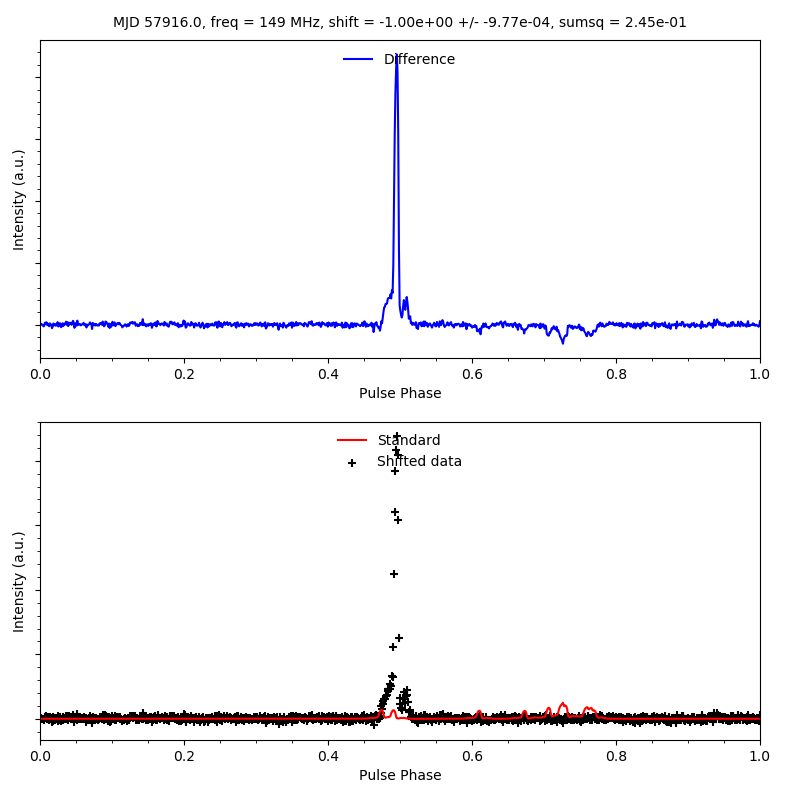 MJD 57916.0, freq = 149 MHz, shift = -1.00e+00 +/- -9.77e-04, sumsq = 2.45e-01
Difference
Intensity (a.u.)
0.0 0.2 0.4 0.6 0.8 1.0
Pulse Phase
Standard
Shifted data
Intensity (a.u.)
0.0 0.2 0.4 0.6 0.8 1.0
Pulse Phase